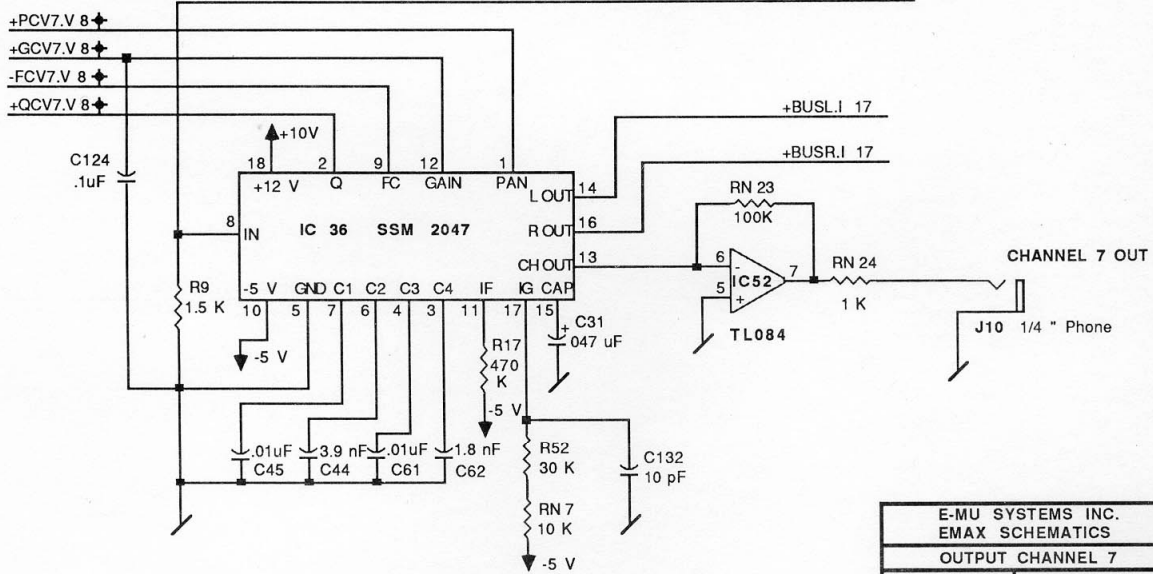 +PCV7.V 8
+GCV7.V 8
-FCV7.V 8
+QCV7.V 8
+BUSL.I 17
+BUSR.I 17
C124
.1uF
+10V
18 2 9 12 1
+12 V Q FC GAIN PAN
L OUT 14
R OUT 16
CH OUT 13
8 IN
IC 36 SSM 2047
-5 V GND C1 C2 C3 C4 IF IG CAP
10 5 7 6 4 3 11 17 15
R9
1.5 K
-5 V
RN 23
100K
6 -
5 +
IC52
7
TL084
RN 24
1 K
CHANNEL 7 OUT
J10 1/4 " Phone
+ C31
047 uF
R17
470
K
-5 V
.01uF
C45
3.9 nF
C44
.01uF
C61
1.8 nF
C62
R52
30 K
RN 7
10 K
-5 V
C132
10 pF
E-MU SYSTEMS INC.
EMAX SCHEMATICS
OUTPUT CHANNEL 7